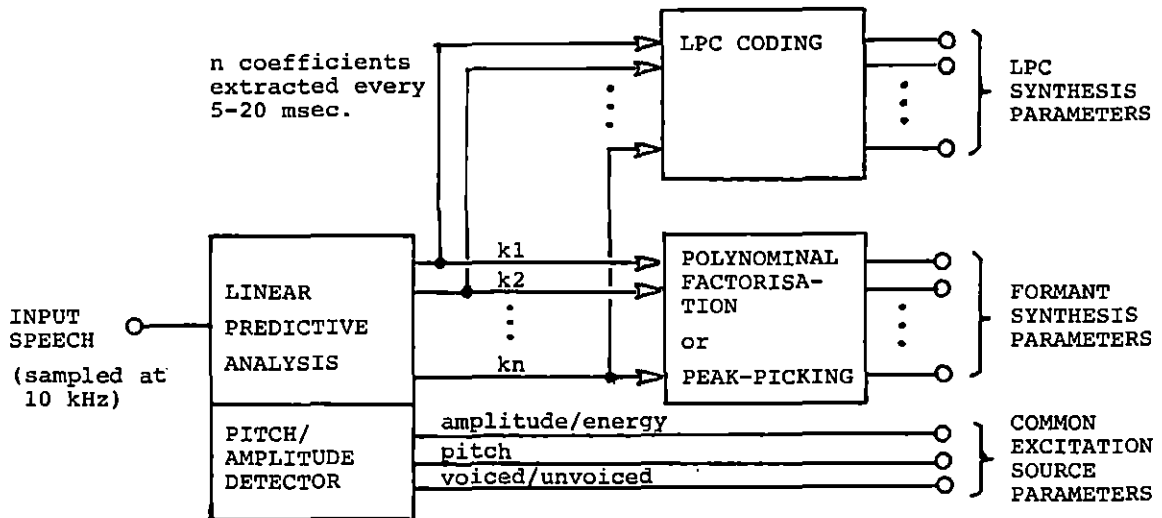 n coefficients
extracted every
5-20 msec.
LPC CODING
LPC
SYNTHESIS
PARAMETERS
INPUT
SPEECH
(sampled at
10 kHz)
LINEAR
PREDICTIVE
ANALYSIS
k1
k2
kn
POLYNOMINAL
FACTORISA-
TION
or
PEAK-PICKING
FORMANT
SYNTHESIS
PARAMETERS
PITCH/
AMPLITUDE
DETECTOR
amplitude/energy
pitch
voiced/unvoiced
COMMON
EXCITATION
SOURCE
PARAMETERS